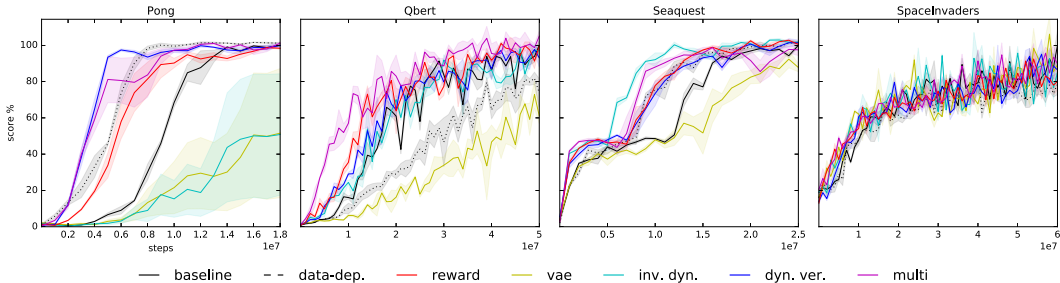 Pong Qbert Seaquest SpaceInvaders
score %
100
80
60
40
20
0
0.2 0.4 0.6 0.8 1.0 1.2 1.4 1.6 1.8 1 2 3 4 5 0.5 1.0 1.5 2.0 2.5 0 1 2 3 4 5 6
steps 1e7 1e7 1e7 1e7
baseline data-dep. reward vae inv. dyn. dyn. ver. multi